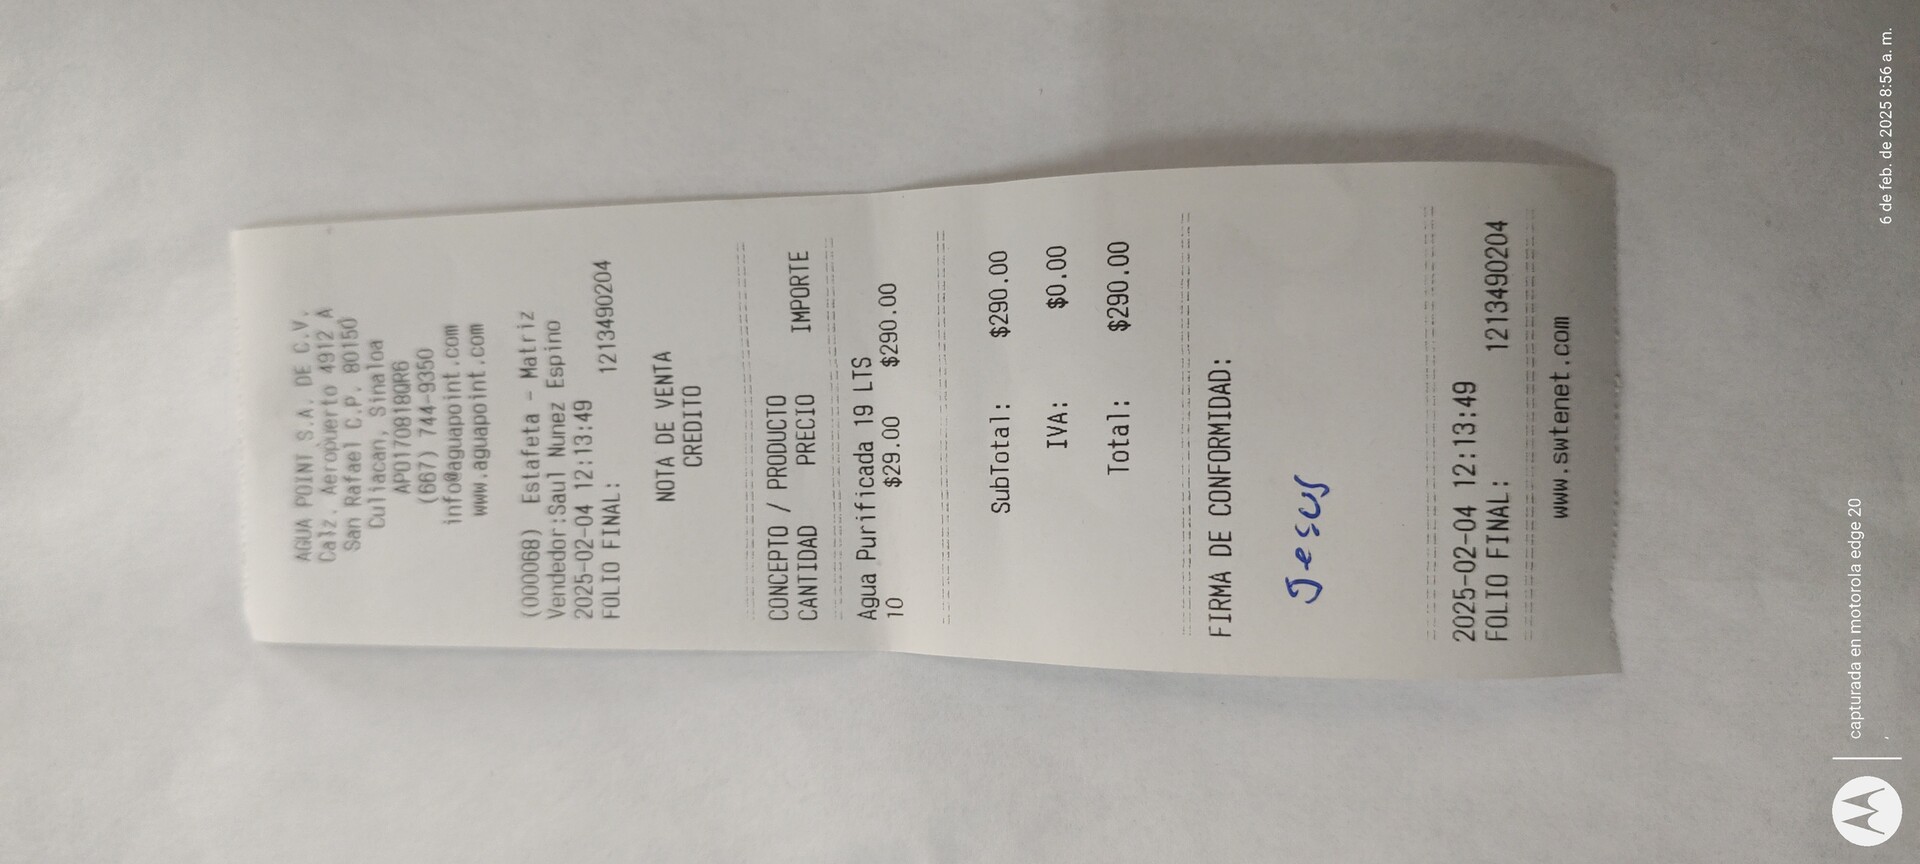 AGUA POINT S.A. DE C.V.
Calz. Aeropuerto 4912 A
San Rafael C.P. 80150
Culiacan, Sinaloa
APO170818QR6
(667) 744-9350
info@aguapoint.com
www.aguapoint.com
(000068) Estafeta - Matriz
Vendedor:Saul Nunez Espino
2025-02-04 12:13:49
FOLIO FINAL: 1213490204
NOTA DE VENTA
CREDITO
CONCEPTO / PRODUCTO
CANTIDAD PRECIO IMPORTE
Agua Purificada 19 LTS
10 $29.00 $290.00
SubTotal: $290.00
IVA: $0.00
Total: $290.00
FIRMA DE CONFORMIDAD:
Jesus
2025-02-04 12:13:49
FOLIO FINAL: 1213490204
www.swtenet.com
capturada en motorola edge 20
,
6 de feb. de 2025 8:56 a. m.